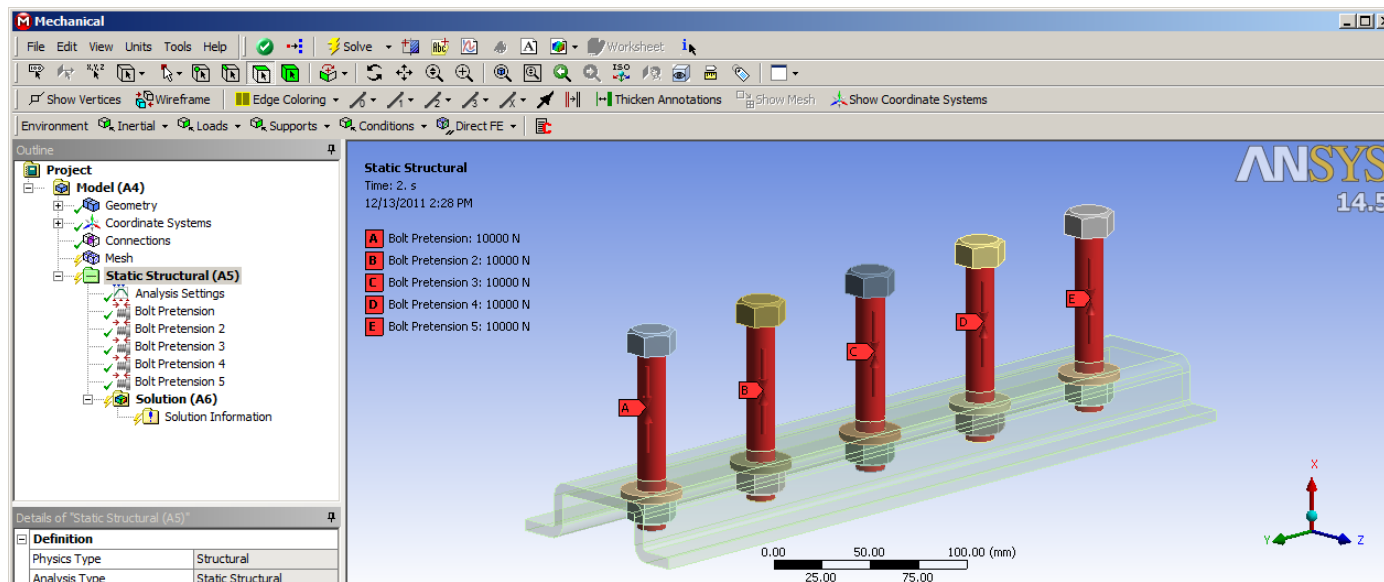 Mechanical
File Edit View Units Tools Help Solve Abc A Worksheet i
X,Y,Z ISO
Show Vertices Wireframe Edge Coloring Thicken Annotations Show Mesh Show Coordinate Systems
Environment Inertial Loads Supports Conditions Direct FE
Outline
Project
Model (A4)
Geometry
Coordinate Systems
Connections
Mesh
Static Structural (A5)
Analysis Settings
Bolt Pretension
Bolt Pretension 2
Bolt Pretension 3
Bolt Pretension 4
Bolt Pretension 5
Solution (A6)
Solution Information
Details of "Static Structural (A5)"
Definition
Physics Type Structural
Analysis Type Static Structural
Static Structural
Time: 2. s
12/13/2011 2:28 PM
A Bolt Pretension: 10000 N
B Bolt Pretension 2: 10000 N
C Bolt Pretension 3: 10000 N
D Bolt Pretension 4: 10000 N
E Bolt Pretension 5: 10000 N
ANSYS
14.5
E
D
C
B
A
0.00 50.00 100.00 (mm)
25.00 75.00
X
Y Z